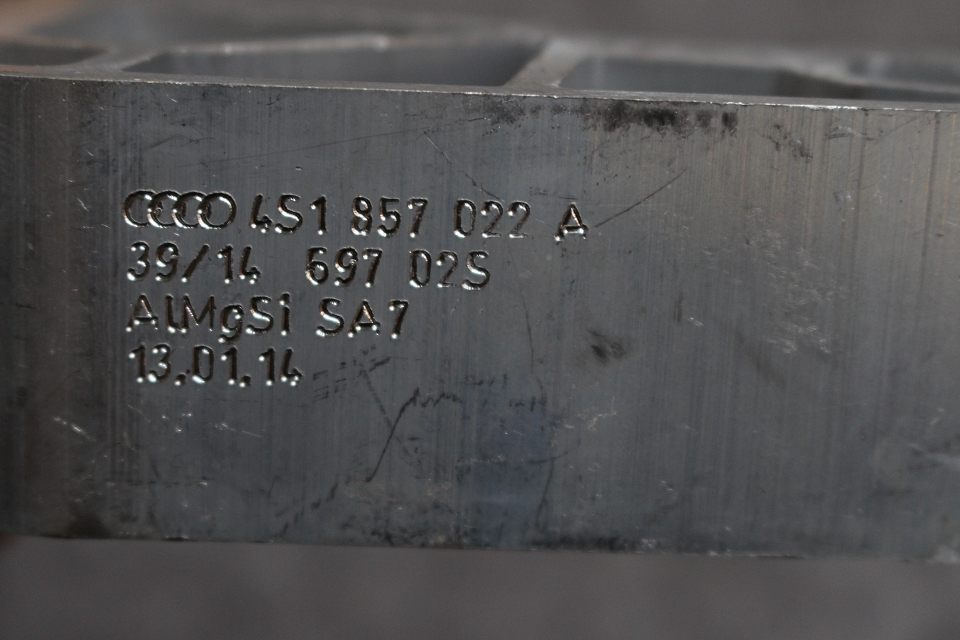 4S1 857 022 A
39/14 697 02S
AlMgSi SA7
13.01.14